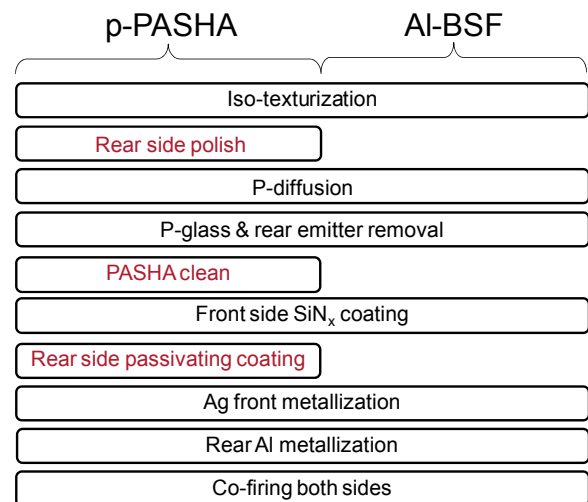 p-PASHA Al-BSF
Iso-texturization
Rear side polish
P-diffusion
P-glass & rear emitter removal
PASHA clean
Front side SiNx coating
Rear side passivating coating
Ag front metallization
Rear Al metallization
Co-firing both sides